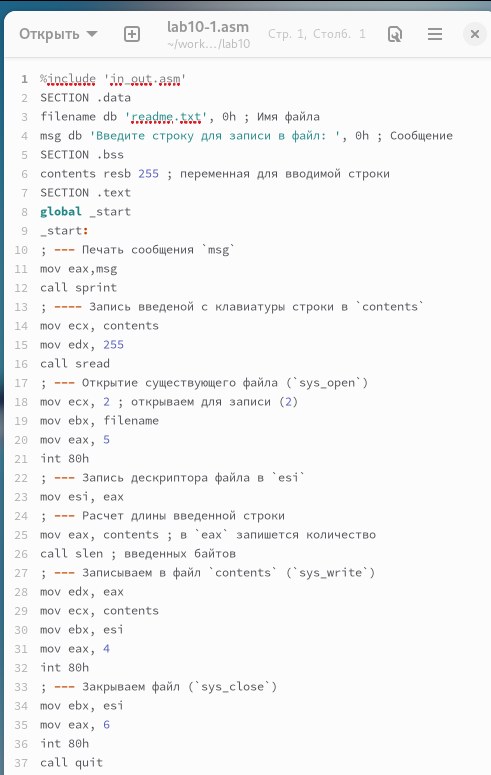 Открыть
lab10-1.asm
~/work.../lab10
Стр. 1, Столб. 1
1 %include 'in_out.asm'
2 SECTION .data
3 filename db 'readme.txt', 0h ; Имя файла
4 msg db 'Введите строку для записи в файл: ', 0h ; Сообщение
5 SECTION .bss
6 contents resb 255 ; переменная для вводимой строки
7 SECTION .text
8 global _start
9 _start:
10 ; --- Печать сообщения `msg`
11 mov eax,msg
12 call sprint
13 ; ---- Запись введеной с клавиатуры строки в `contents`
14 mov ecx, contents
15 mov edx, 255
16 call sread
17 ; --- Открытие существующего файла (`sys_open`)
18 mov ecx, 2 ; открываем для записи (2)
19 mov ebx, filename
20 mov eax, 5
21 int 80h
22 ; --- Запись дескриптора файла в `esi`
23 mov esi, eax
24 ; --- Расчет длины введенной строки
25 mov eax, contents ; в `eax` запишется количество
26 call slen ; введенных байтов
27 ; --- Записываем в файл `contents` (`sys_write`)
28 mov edx, eax
29 mov ecx, contents
30 mov ebx, esi
31 mov eax, 4
32 int 80h
33 ; --- Закрываем файл (`sys_close`)
34 mov ebx, esi
35 mov eax, 6
36 int 80h
37 call quit